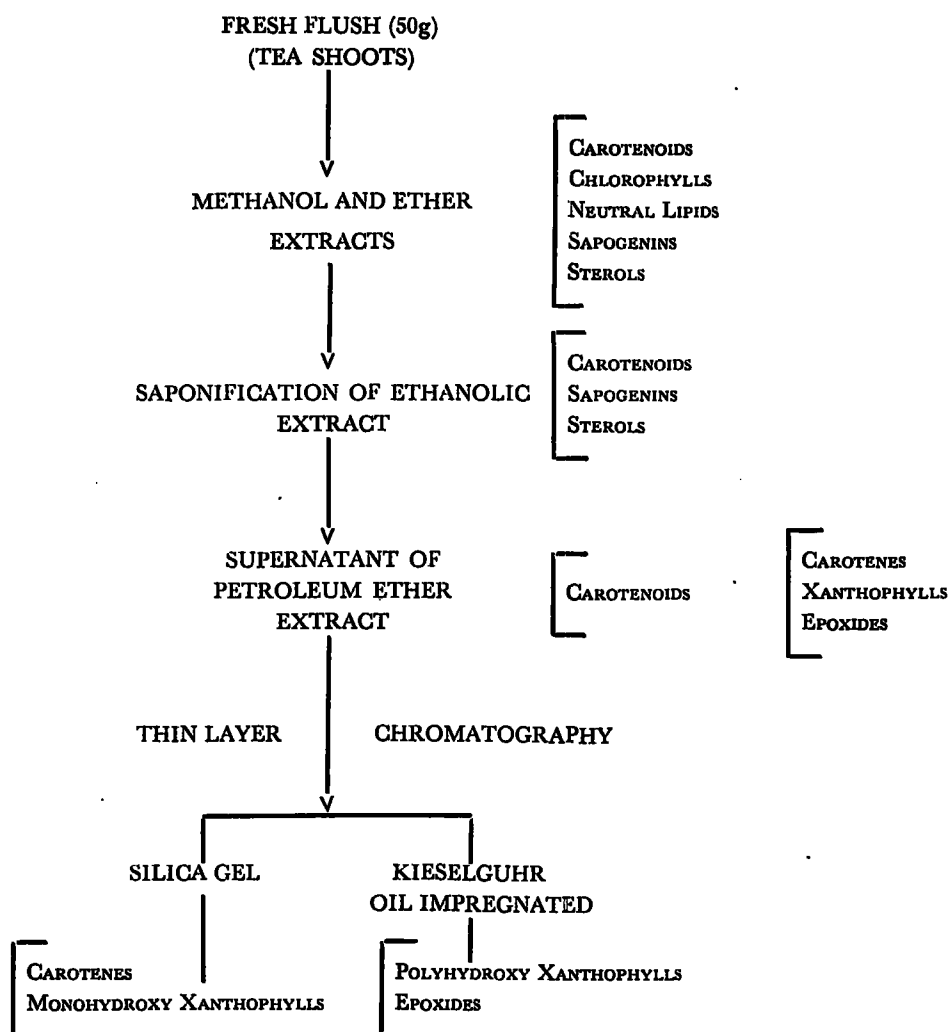 FRESH FLUSH (50g)
(TEA SHOOTS)
METHANOL AND ETHER
EXTRACTS
CAROTENOIDS
CHLOROPHYLLS
NEUTRAL LIPIDS
SAPOGENINS
STEROLS
SAPONIFICATION OF ETHANOLIC
EXTRACT
CAROTENOIDS
SAPOGENINS
STEROLS
SUPERNATANT OF
PETROLEUM ETHER
EXTRACT
CAROTENOIDS
CAROTENES
XANTHOPHYLLS
EPOXIDES
THIN LAYER CHROMATOGRAPHY
SILICA GEL
KIESELGUHR
OIL IMPREGNATED
CAROTENES
MONOHYDROXY XANTHOPHYLLS
POLYHYDROXY XANTHOPHYLLS
EPOXIDES